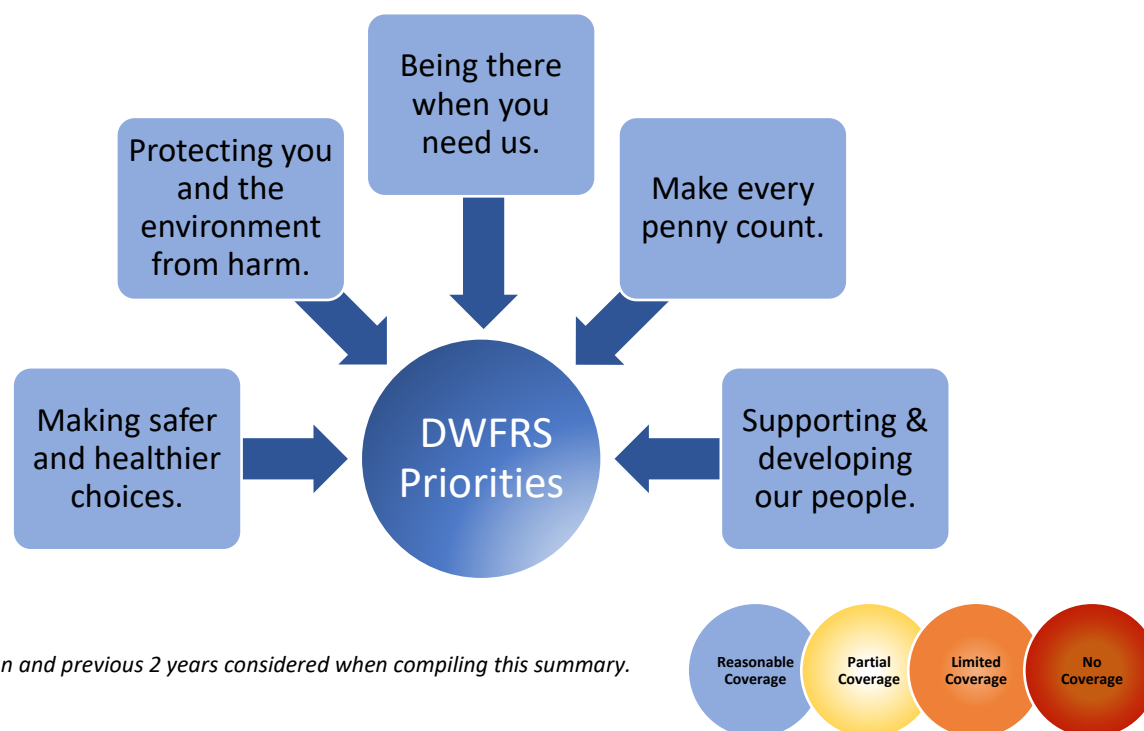 Being there
when you
need us.
Protecting you
and the
environment
from harm.
Make every
penny count.
Making safer
and healthier
choices.
DWFRS
Priorities
Supporting &
developing
our people.
and previous 2 years considered when compiling this summary.
Reasonable
Coverage
Partial
Coverage
Limited
Coverage
No
Coverage